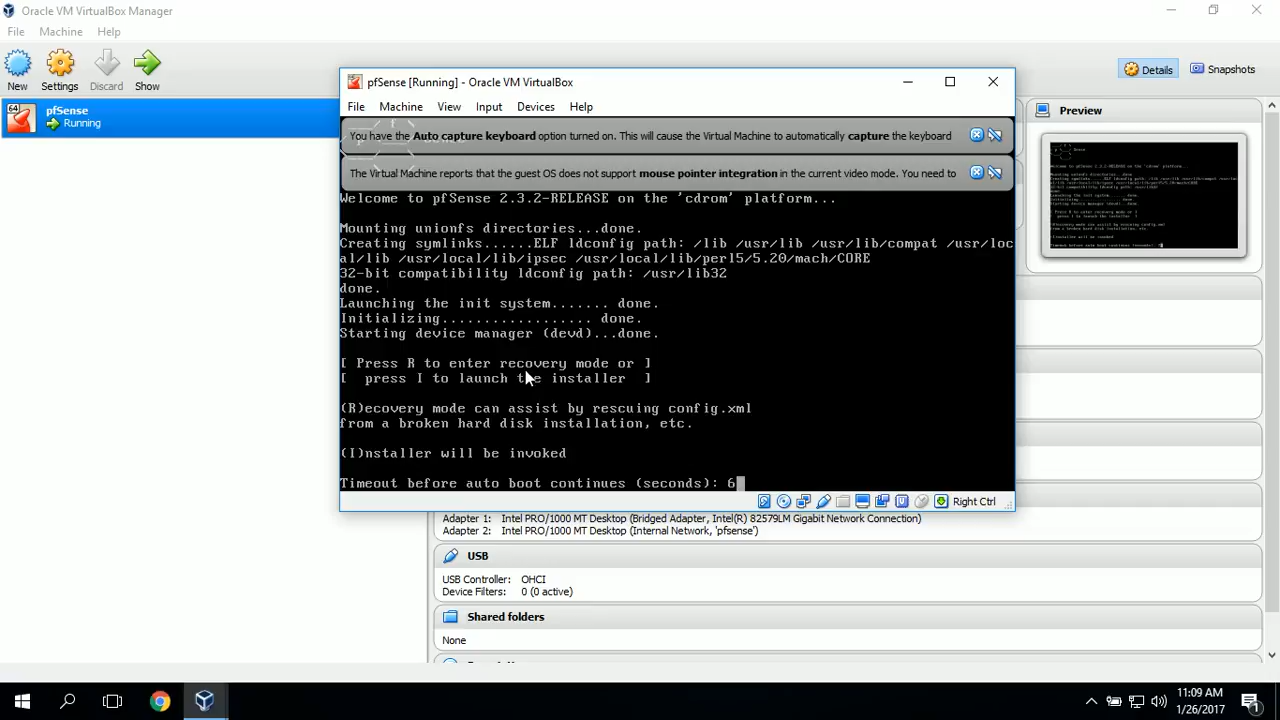 Oracle VM VirtualBox Manager
File Machine Help
New Settings Discard Show
Details Snapshots
64 pfSense
Running
pfSense [Running] - Oracle VM VirtualBox
File Machine View Input Devices Help
You have the Auto capture keyboard option turned on. This will cause the Virtual Machine to automatically capture the keyboard
The Virtual Machine reports that the guest OS does not support mouse pointer integration in the current video mode. You need to
Welcome to pfSense 2.3.2-RELEASE on the 'cdrom' platform...
Mounting unionfs directories...done.
Creating symlinks......ELF ldconfig path: /lib /usr/lib /usr/lib/compat /usr/loc
al/lib /usr/local/lib/ipsec /usr/local/lib/perl5/5.20/mach/CORE
32-bit compatibility ldconfig path: /usr/lib32
done.
Launching the init system....... done.
Initializing.................. done.
Starting device manager (devd)...done.
[ Press R to enter recovery mode or ]
[ press I to launch the installer ]
(R)ecovery mode can assist by rescuing config.xml
from a broken hard disk installation, etc.
(I)nstaller will be invoked
Timeout before auto boot continues (seconds): 6
Right Ctrl
Preview
Adapter 1: Intel PRO/1000 MT Desktop (Bridged Adapter, Intel(R) 82579LM Gigabit Network Connection)
Adapter 2: Intel PRO/1000 MT Desktop (Internal Network, 'pfsense')
USB
USB Controller: OHCI
Device Filters: 0 (0 active)
Shared folders
None
11:09 AM
1/26/2017
1